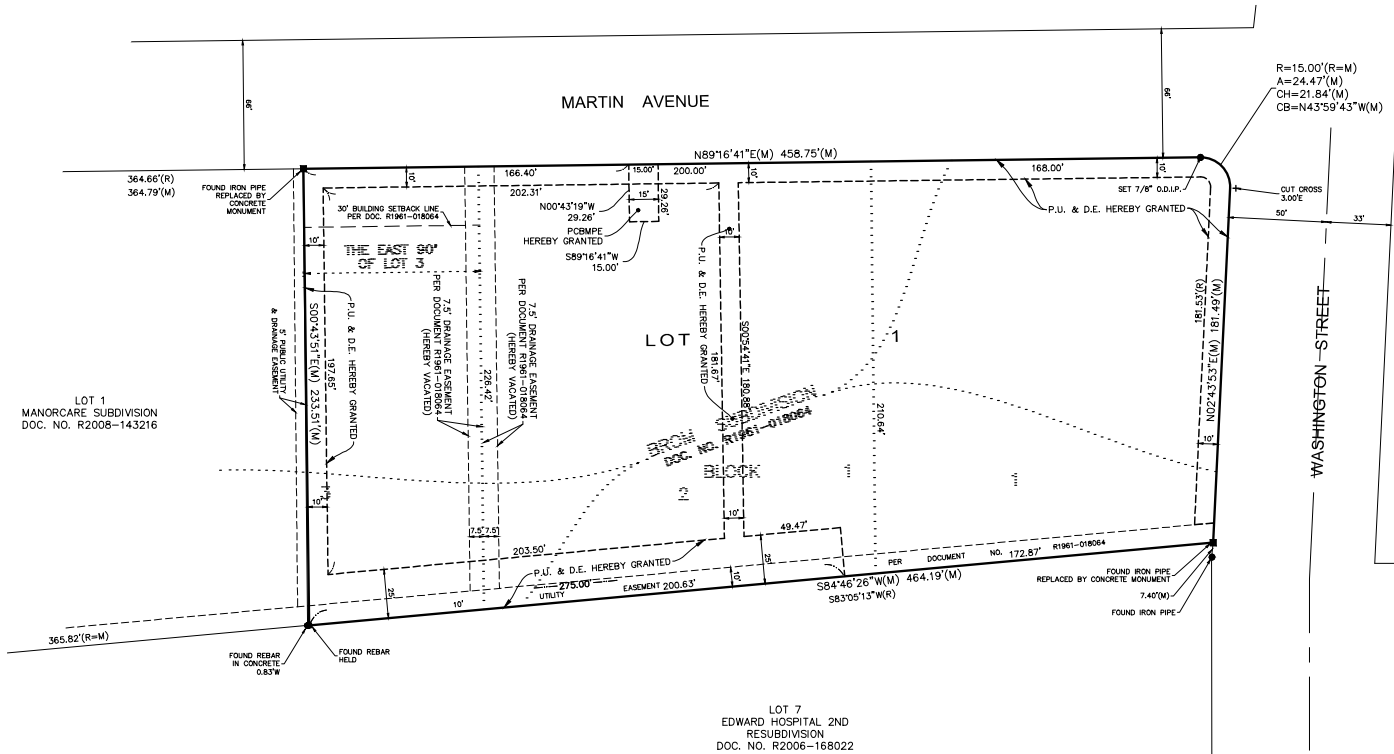 R=15.00'(R=M)
A=24.47'(M)
CH=21.84'(M)
CB=N43°59'43"W(M)
66'
MARTIN AVENUE
66'
N89°16'41"E(M) 458.75'(M)
364.66'(R)
364.79'(M)
FOUND IRON PIPE
REPLACED BY
CONCRETE
MONUMENT
10'
166.40'
15.00'
200.00'
10'
168.00'
10'
SET 7/8" O.D.I.P.
CUT CROSS
3.00'E
202.31'
15'
29.26'
N00°43'19"W
29.26'
PCBMPE
HEREBY GRANTED
S89°16'41"W
15.00'
P.U. & D.E. HEREBY GRANTED
50'
33'
30' BUILDING SETBACK LINE
PER DOC. R1961-018064
10'
THE EAST 90'
OF LOT 3
10'
P.U. & D.E. HEREBY GRANTED
S00°43'51"E(M) 233.51'(M)
197.65'
P.U. & D.E. HEREBY GRANTED
5' PUBLIC UTILITY
& DRAINAGE EASEMENT
7.5' DRAINAGE EASEMENT
PER DOCUMENT R1961-018064
(HEREBY VACATED)
226.42'
7.5' DRAINAGE EASEMENT
PER DOCUMENT R1961-018064
(HEREBY VACATED)
LOT
1
181.67'
S00°54'41"E 180.88'
210.64'
181.53'(R)
N02°43'53"E(M) 181.49'(M)
WASHINGTON STREET
LOT 1
MANORCARE SUBDIVISION
DOC. NO. R2008-143216
BROM SUBDIVISION
DOC. NO. R1961-018064
BLOCK 1
2
1
10'
10'
10'
7.5'
7.5'
49.47'
203.50'
25'
25'
P.U. & D.E. HEREBY GRANTED
275.00
10'
UTILITY EASEMENT
200.63'
10'
PER DOCUMENT NO. R1961-018064
172.87'
S84°46'26"W(M) 464.19'(M)
S83°05'13"W(R)
FOUND IRON PIPE
REPLACED BY CONCRETE MONUMENT
7.40'(M)
FOUND IRON PIPE
365.82'(R=M)
FOUND REBAR
IN CONCRETE
0.83'W
FOUND REBAR
HELD
LOT 7
EDWARD HOSPITAL 2ND
RESUBDIVISION
DOC. NO. R2006-168022